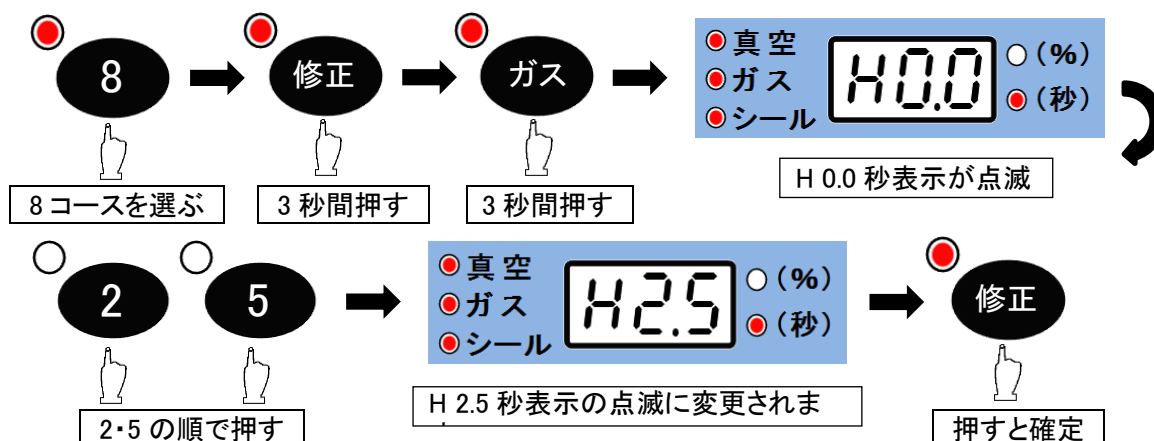 8
修正
ガス
真空
ガス
シール
H0.0
(%)
(秒)
8コースを選ぶ
3秒間押す
3秒間押す
H 0.0 秒表示が点滅
2
5
真空
ガス
シール
H2.5
(%)
(秒)
修正
2・5 の順で押す
H 2.5 秒表示の点滅に変更されま
押すと確定